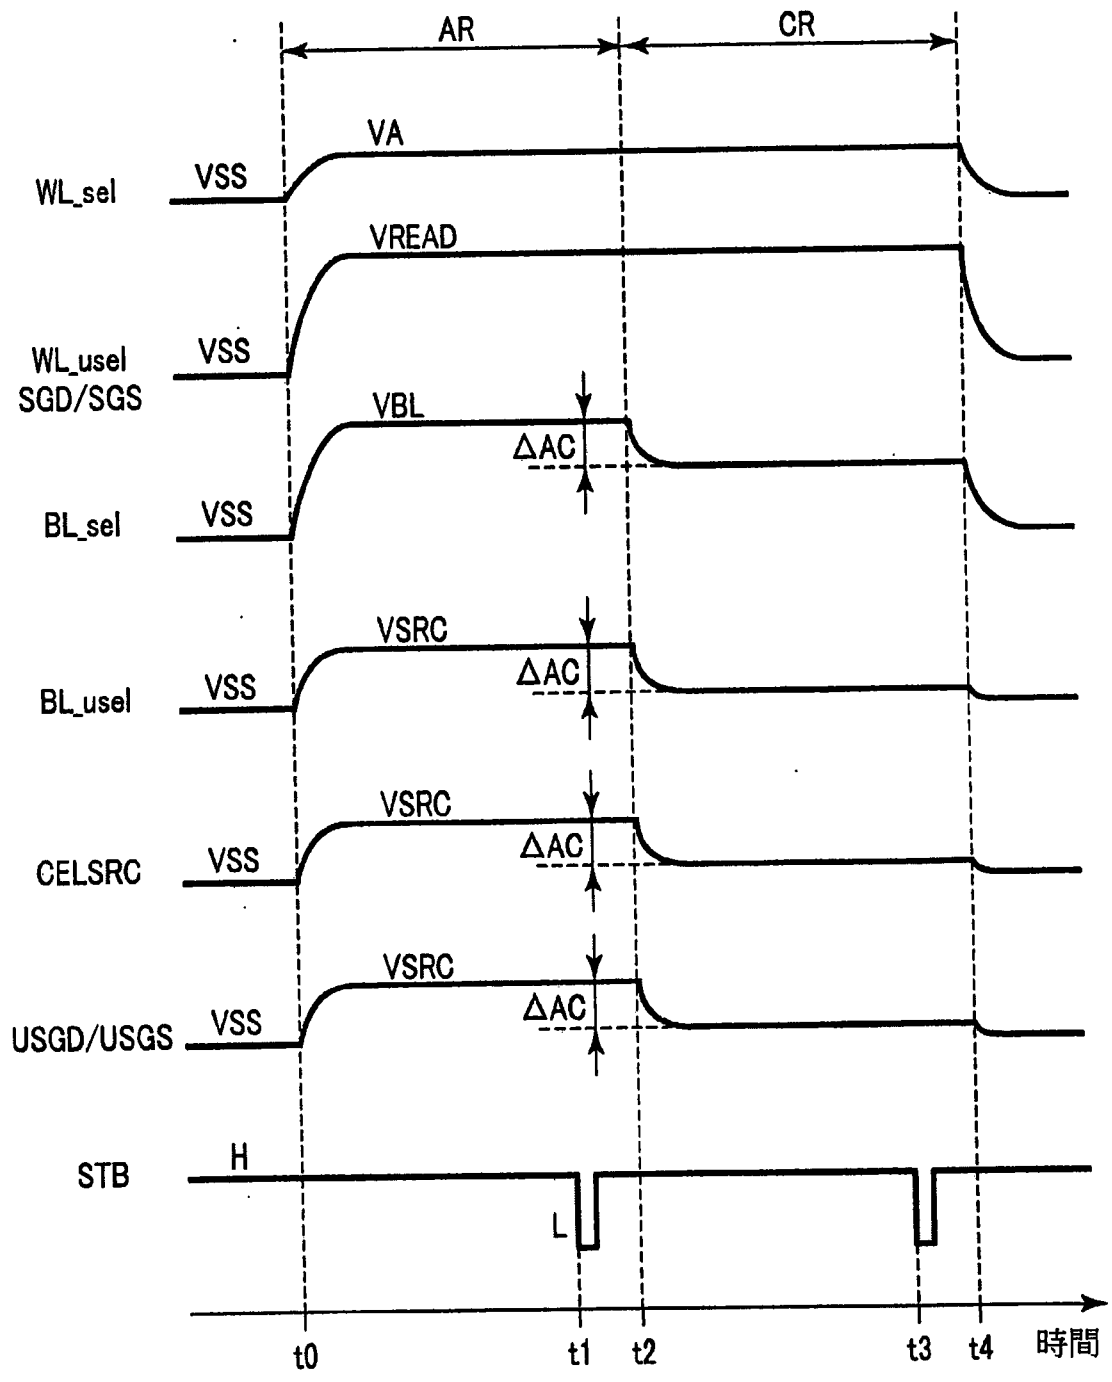 AR CR
VA
WL_sel VSS
VREAD
WL_usel VSS
SGD/SGS
VBL
ΔAC
BL_sel VSS
VSRC
ΔAC
BL_usel VSS
VSRC
ΔAC
CELSRC VSS
VSRC
ΔAC
USGD/USGS VSS
STB H
L
t0 t1 t2 t3 t4 時間